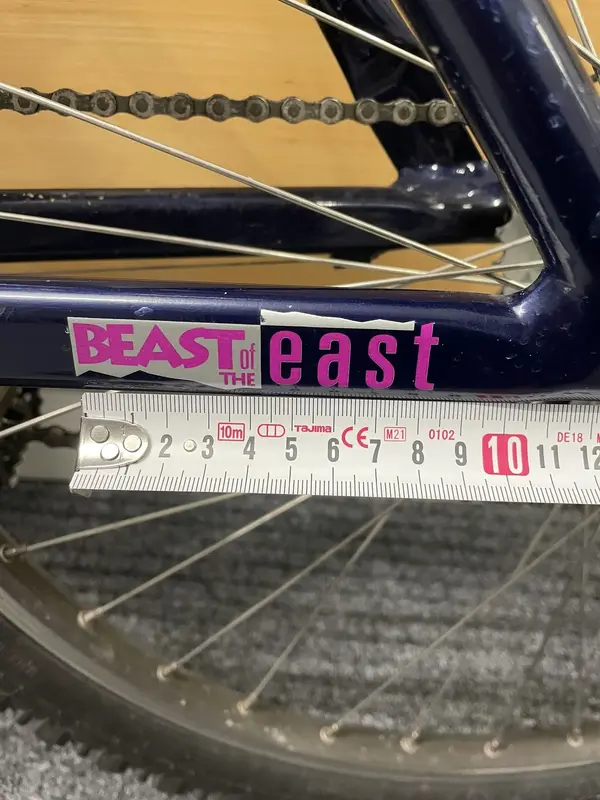 BEAST of THE east
1 2 3 4 5 6 7 8 9 10 11 12
10m Tajima CE M21 0102 DE18 M